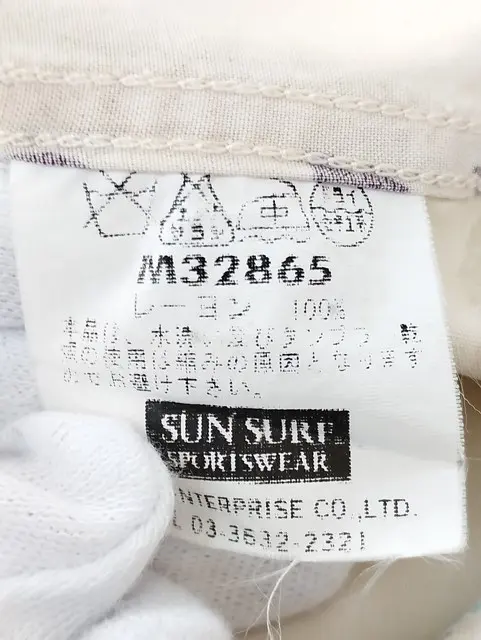 M32865
レーヨン 100%
本品は、水洗い及びタンブラー乾
の使用は縮みの原因となります
のでお避け下さい。
SUN SURF
SPORTSWEAR
NTERPRISE CO.,LTD.
L 03-3632-2321